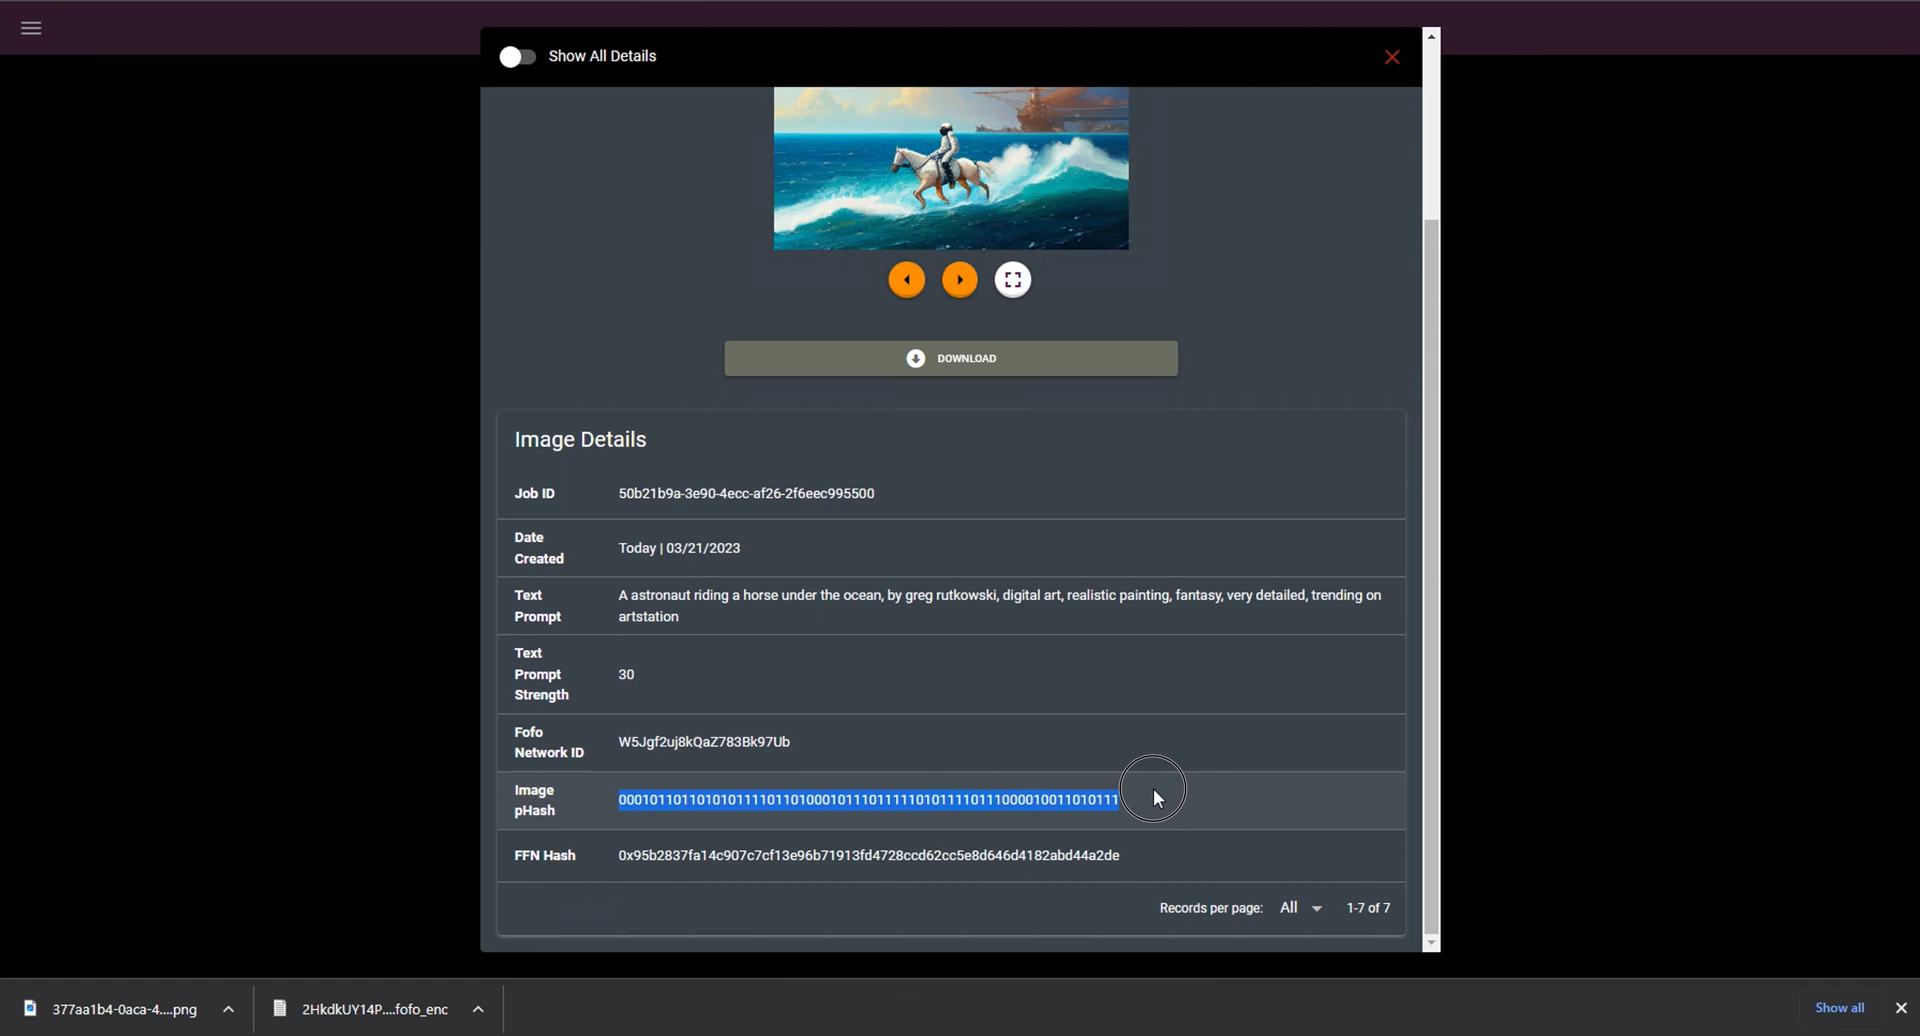 Show All Details
DOWNLOAD
Image Details
Job ID 50b21b9a-3e90-4ecc-af26-2f6eec995500
Date
Created
Today | 03/21/2023
Text
Prompt
A astronaut riding a horse under the ocean, by greg rutkowski, digital art, realistic painting, fantasy, very detailed, trending on
artstation
Text
Prompt
Strength
30
Fofo
Network ID
W5Jgf2uj8kQaZ783Bk97Ub
Image
pHash
0001011011010101111011010001011101111101011110111000010011010111
FFN Hash 0x95b2837fa14c907c7cf13e96b71913fd4728ccd62cc5e8d646d4182abd44a2de
Records per page: All 1-7 of 7
377aa1b4-0aca-4....png 2HkdkUY14P....fofo_enc Show all